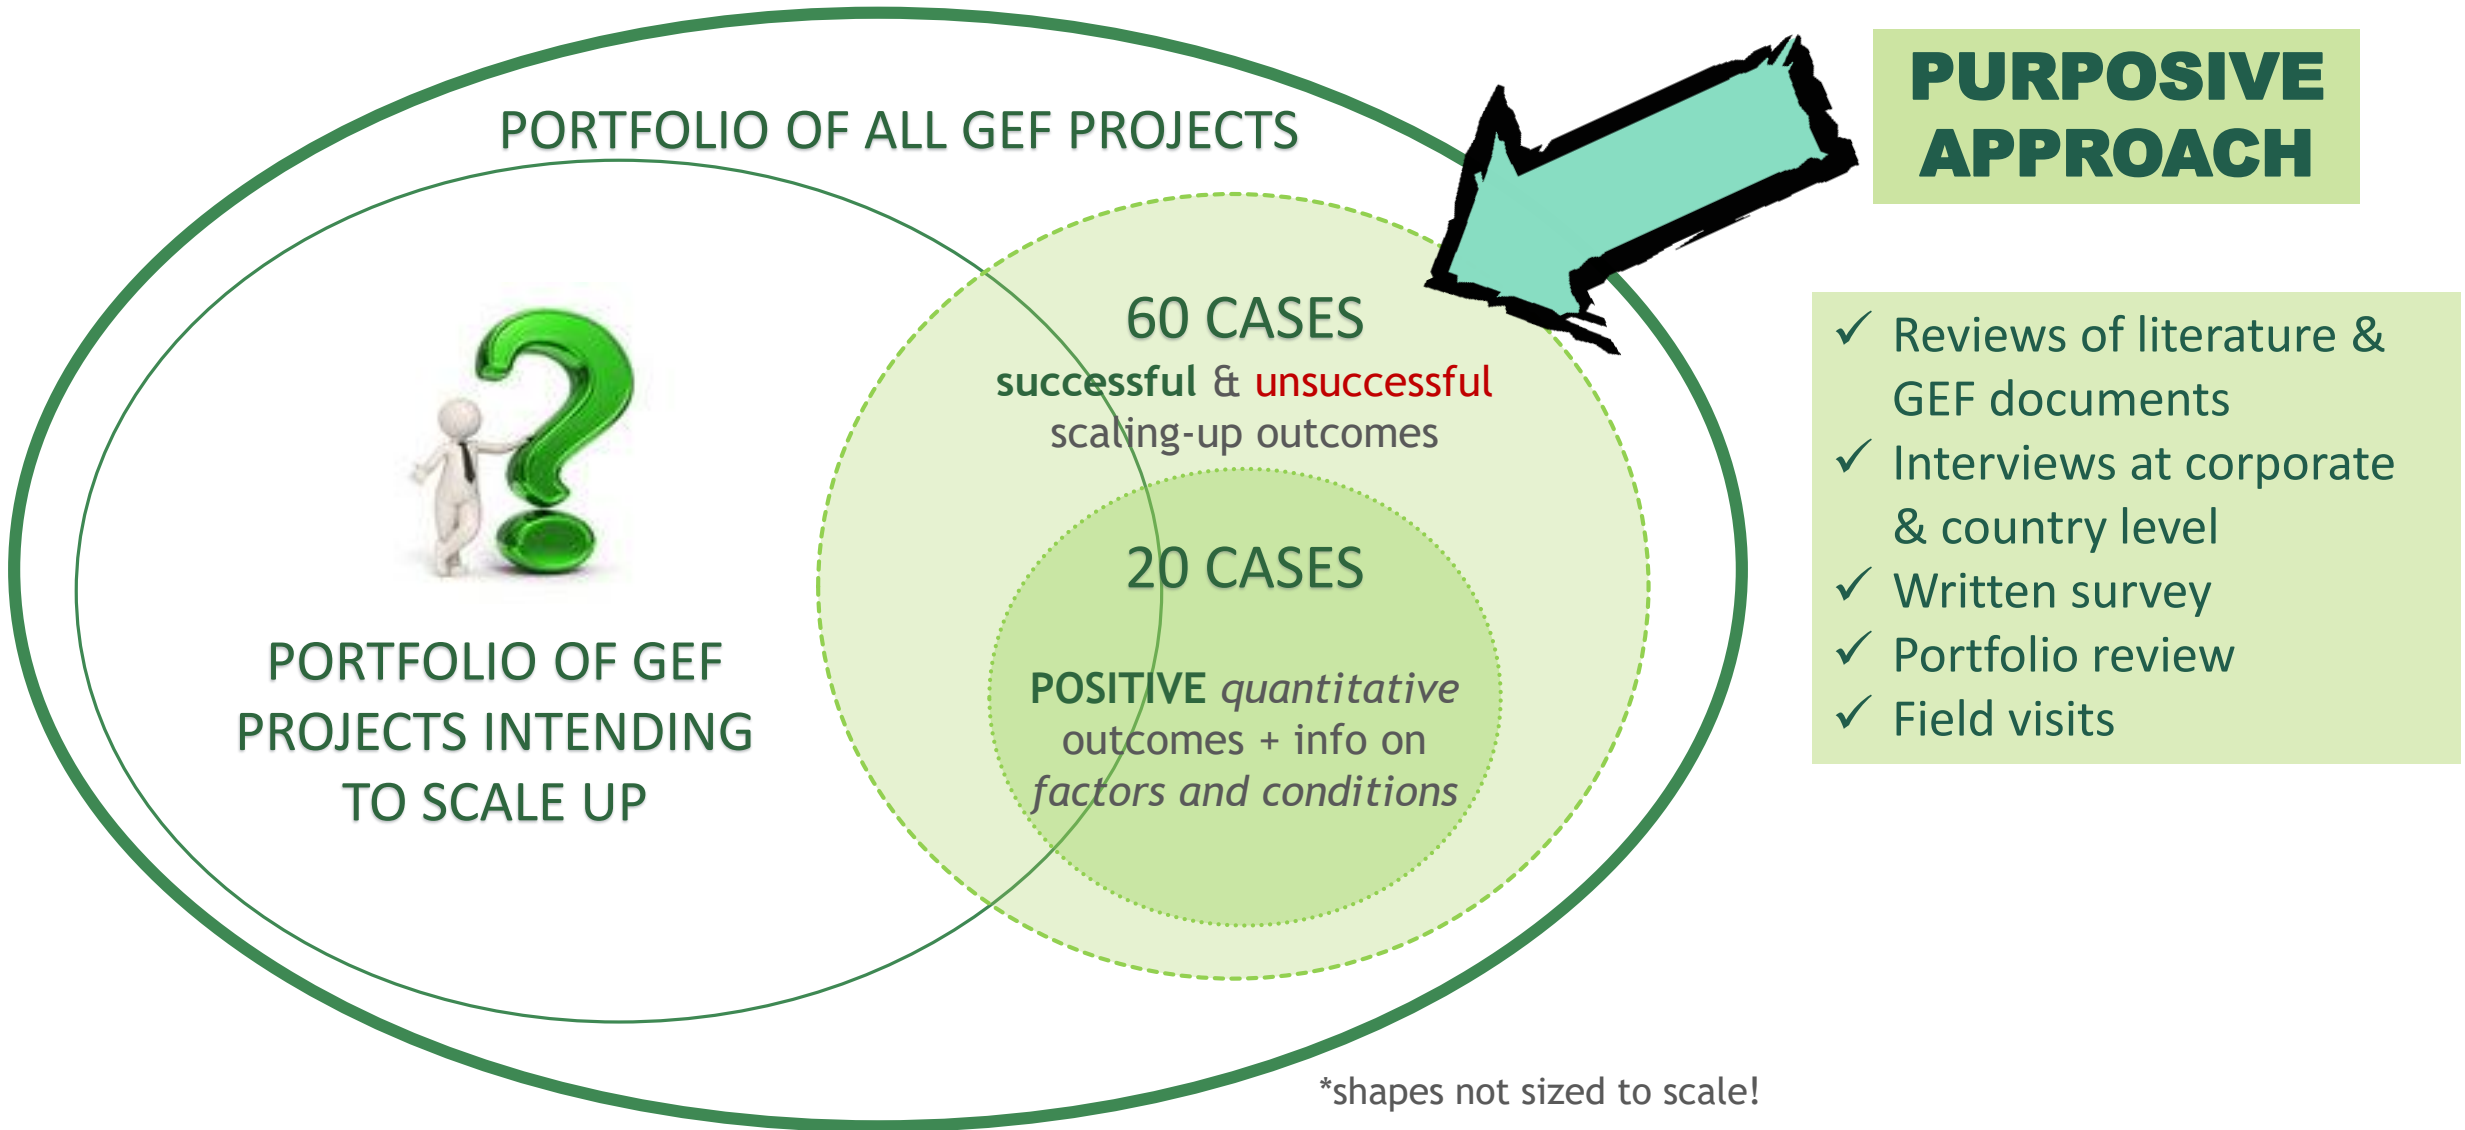 PORTFOLIO OF ALL GEF PROJECTS
PORTFOLIO OF GEF
PROJECTS INTENDING
TO SCALE UP
60 CASES
successful & unsuccessful
scaling-up outcomes
20 CASES
POSITIVE quantitative
outcomes + info on
factors and conditions
PURPOSIVE
APPROACH
✓ Reviews of literature &
GEF documents
✓ Interviews at corporate
& country level
✓ Written survey
✓ Portfolio review
✓ Field visits
*shapes not sized to scale!